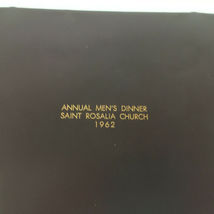 ANNUAL MEN'S DINNER
SAINT ROSALIA CHURCH
1962